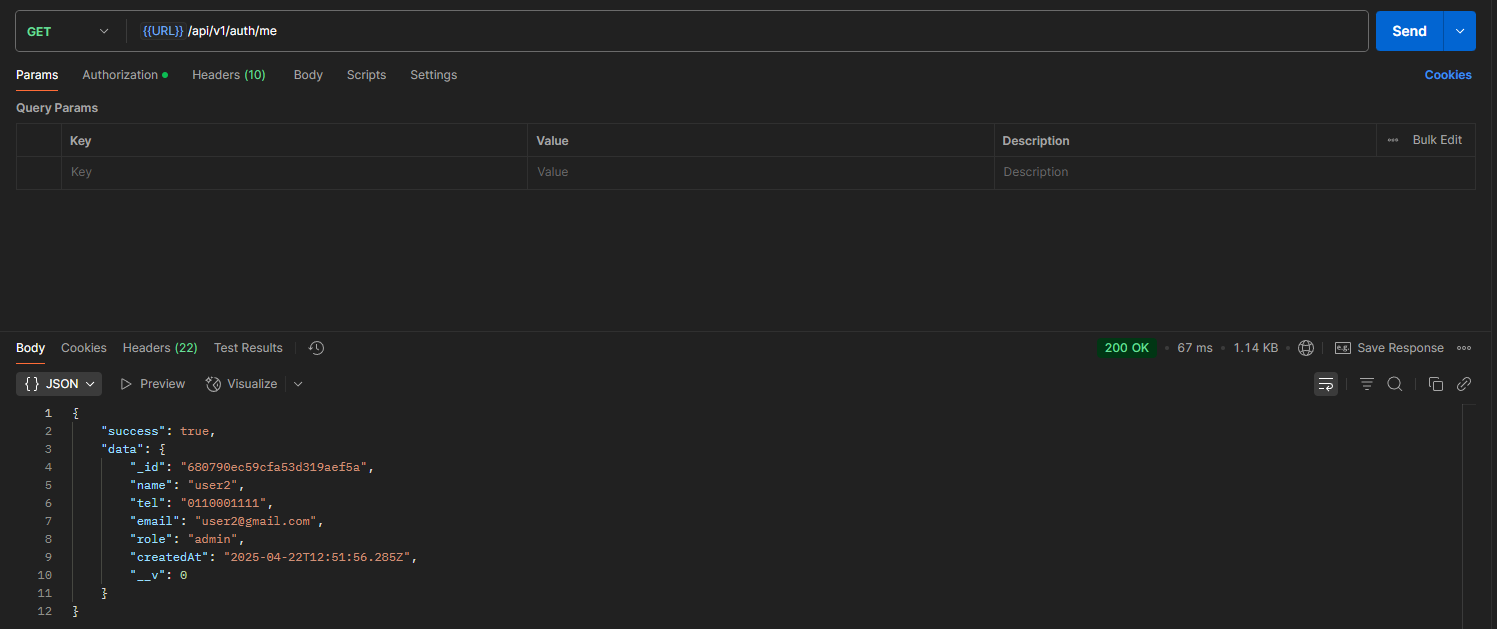 GET {{URL}} /api/v1/auth/me Send
Params Authorization Headers (10) Body Scripts Settings Cookies
Query Params
Key Value Description Bulk Edit
Key Value Description
Body Cookies Headers (22) Test Results 200 OK 67 ms 1.14 KB e.g. Save Response
{} JSON Preview Visualize
1 {
2 "success": true,
3 "data": {
4 "_id": "680790ec59cfa53d319aef5a",
5 "name": "user2",
6 "tel": "0110001111",
7 "email": "user2@gmail.com",
8 "role": "admin",
9 "createdAt": "2025-04-22T12:51:56.285Z",
10 "__v": 0
11 }
12 }